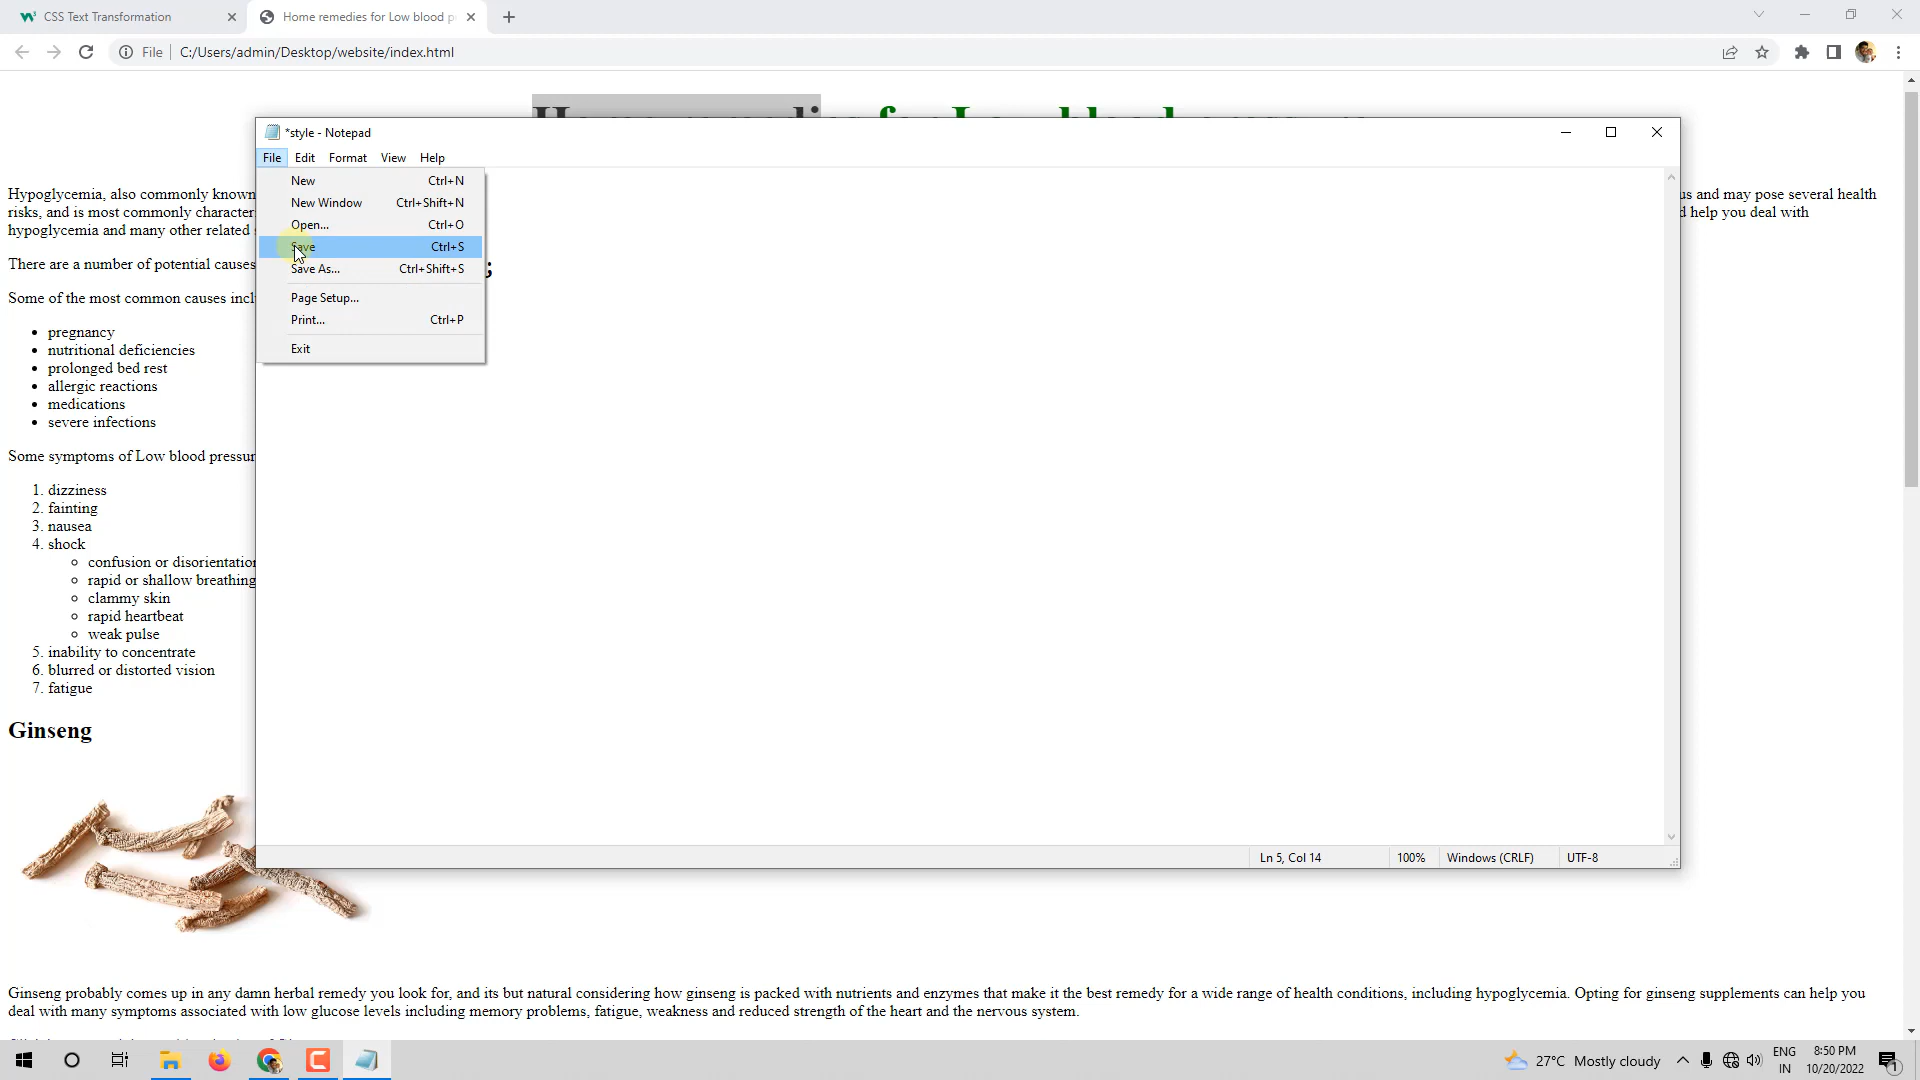 CSS Text Transformation
Home remedies for Low blood p
File
C:/Users/admin/Desktop/website/index.html
Home remedies for Low blood pressure
*style - Notepad
File Edit Format View Help
New Ctrl+N
New Window Ctrl+Shift+N
Open... Ctrl+O
Save Ctrl+S
Save As... Ctrl+Shift+S
Page Setup...
Print... Ctrl+P
Exit
;
Ln 5, Col 14
100%
Windows (CRLF)
UTF-8
Hypoglycemia, also commonly known us and may pose several health
risks, and is most commonly character d help you deal with
hypoglycemia and many other related s
There are a number of potential causes
Some of the most common causes incl
• pregnancy
• nutritional deficiencies
• prolonged bed rest
• allergic reactions
• medications
• severe infections
Some symptoms of Low blood pressur
1. dizziness
2. fainting
3. nausea
4. shock
confusion or disorientation
rapid or shallow breathing
clammy skin
rapid heartbeat
weak pulse
5. inability to concentrate
6. blurred or distorted vision
7. fatigue
Ginseng
Ginseng probably comes up in any damn herbal remedy you look for, and its but natural considering how ginseng is packed with nutrients and enzymes that make it the best remedy for a wide range of health conditions, including hypoglycemia. Opting for ginseng supplements can help you
deal with many symptoms associated with low glucose levels including memory problems, fatigue, weakness and reduced strength of the heart and the nervous system.
27°C Mostly cloudy
ENG
IN
8:50 PM
10/20/2022
1